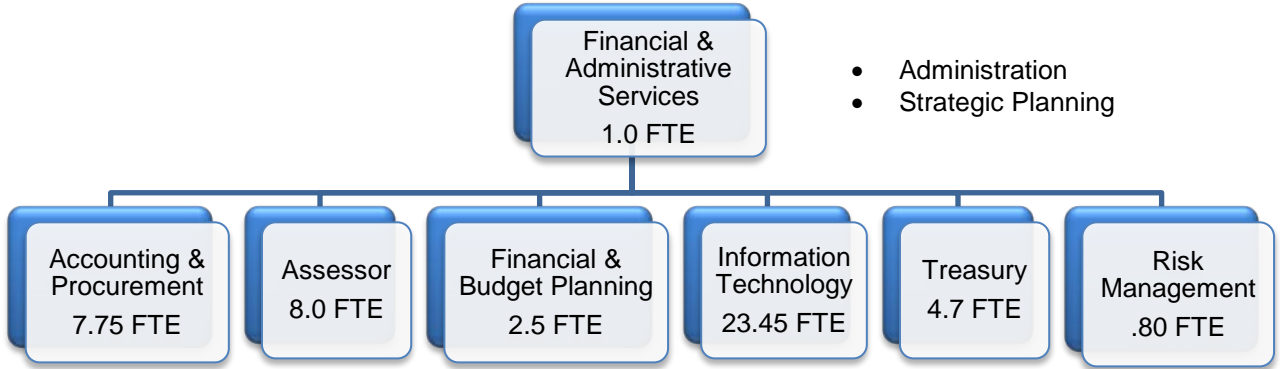 Financial &
Administrative
Services
1.0 FTE
• Administration
• Strategic Planning
Accounting &
Procurement
7.75 FTE
Assessor
8.0 FTE
Financial &
Budget Planning
2.5 FTE
Information
Technology
23.45 FTE
Treasury
4.7 FTE
Risk
Management
.80 FTE